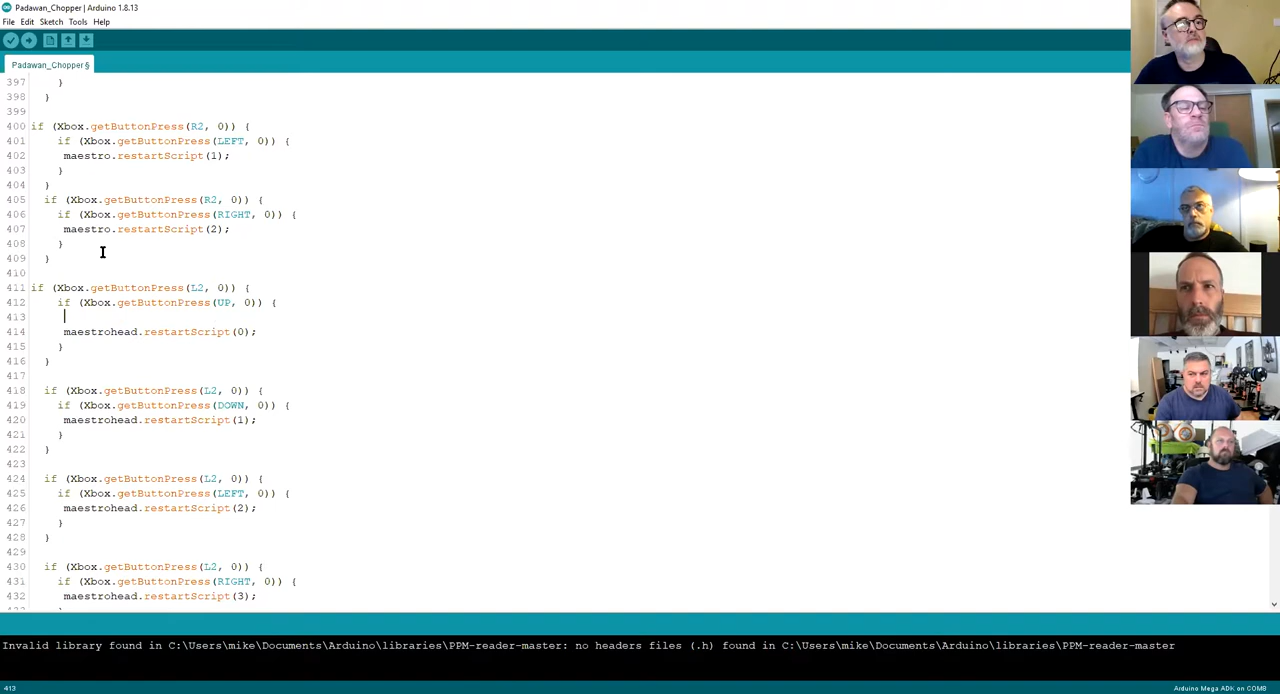 Padawan_Chopper | Arduino 1.8.13
File Edit Sketch Tools Help
Padawan_Chopper §
397 }
398 }
399
400 if (Xbox.getButtonPress(R2, 0)) {
401 if (Xbox.getButtonPress(LEFT, 0)) {
402 maestro.restartScript(1);
403 }
404 }
405 if (Xbox.getButtonPress(R2, 0)) {
406 if (Xbox.getButtonPress(RIGHT, 0)) {
407 maestro.restartScript(2);
408 }
409 }
410
411 if (Xbox.getButtonPress(L2, 0)) {
412 if (Xbox.getButtonPress(UP, 0)) {
413
414 maestrohead.restartScript(0);
415 }
416 }
417
418 if (Xbox.getButtonPress(L2, 0)) {
419 if (Xbox.getButtonPress(DOWN, 0)) {
420 maestrohead.restartScript(1);
421 }
422 }
423
424 if (Xbox.getButtonPress(L2, 0)) {
425 if (Xbox.getButtonPress(LEFT, 0)) {
426 maestrohead.restartScript(2);
427 }
428 }
429
430 if (Xbox.getButtonPress(L2, 0)) {
431 if (Xbox.getButtonPress(RIGHT, 0)) {
432 maestrohead.restartScript(3);
Invalid library found in C:\Users\mike\Documents\Arduino\libraries\PPM-reader-master: no headers files (.h) found in C:\Users\mike\Documents\Arduino\libraries\PPM-reader-master
413 Arduino Mega ADK on COM8